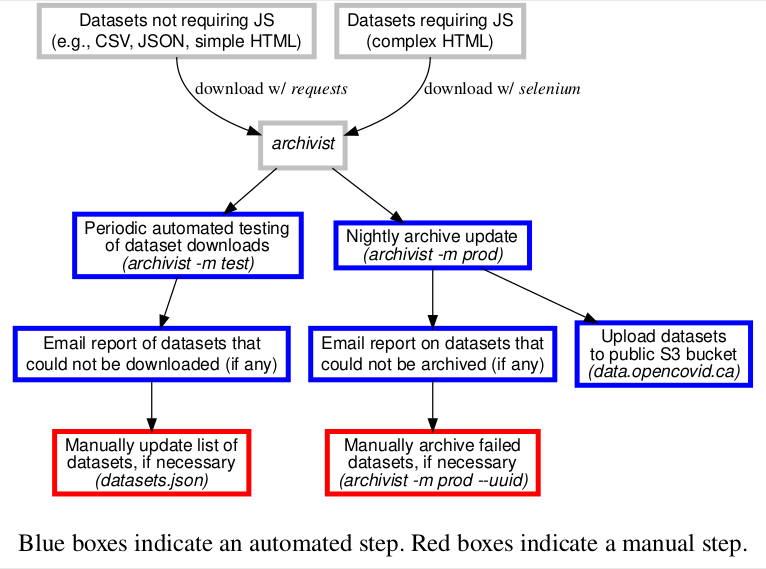 Datasets not requiring JS
(e.g., CSV, JSON, simple HTML)
Datasets requiring JS
(complex HTML)
download w/ requests
download w/ selenium
archivist
Periodic automated testing
of dataset downloads
(archivist -m test)
Nightly archive update
(archivist -m prod)
Email report of datasets that
could not be downloaded (if any)
Email report on datasets that
could not be archived (if any)
Upload datasets
to public S3 bucket
(data.opencovid.ca)
Manually update list of
datasets, if necessary
(datasets.json)
Manually archive failed
datasets, if necessary
(archivist -m prod --uuid)
Blue boxes indicate an automated step. Red boxes indicate a manual step.